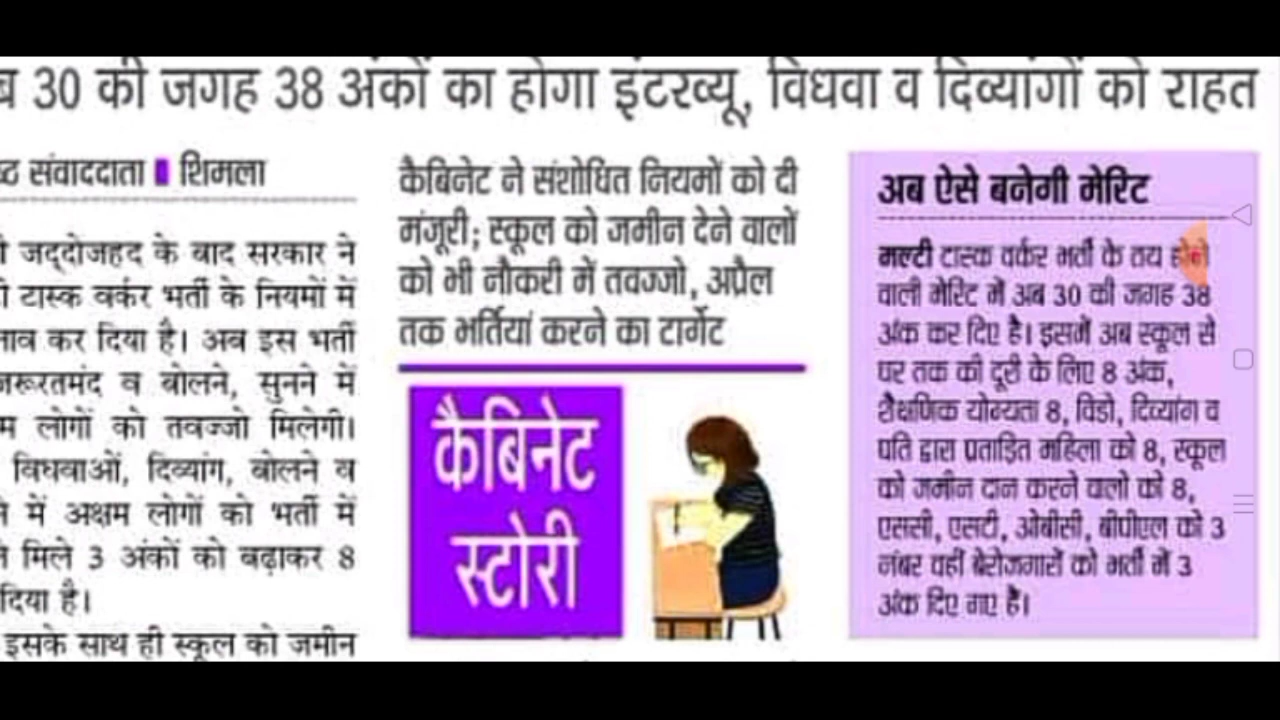 30 की जगह 38 अंकों का होगा इंटरव्यू, विधवा व दिव्यांगों को राहत
संवाददाता शिमला
जद्दोजहद के बाद सरकार ने
टास्क वर्कर भर्ती के नियमों में
कर दिया है। अब इस भर्ती
जरूरतमंद व बोलने, सुनने में
लोगों को तवज्जो मिलेगी।
विधवाओं, दिव्यांग, बोलने व
में अक्षम लोगों को भर्ती में
मिले 3 अंकों को बढ़ाकर 8
दिया है।
इसके साथ ही स्कूल को जमीन
कैबिनेट ने संशोधित नियमों को दी
मंजूरी; स्कूल को जमीन देने वालों
को भी नौकरी में तवज्जो, अप्रैल
तक भर्तियां करने का टार्गेट
कैबिनेट
स्टोरी
अब ऐसे बनेगी मेरिट
मल्टी टास्क वर्कर भर्ती के तय होने
वाली मेरिट में अब 30 की जगह 38
अंक कर दिए है। इसमें अब स्कूल से
घर तक की दूरी के लिए 8 अंक,
शैक्षणिक योग्यता 8, विडो, दिव्यांग व
पति द्वारा प्रताड़ित महिला को 8, स्कूल
को जमीन दान करने वालो को 8,
एससी, एसटी, ओबीसी, बीपीएल को 3
नंबर वहीं बेरोजगारों को भर्ती में 3
अंक दिए गए हैं।